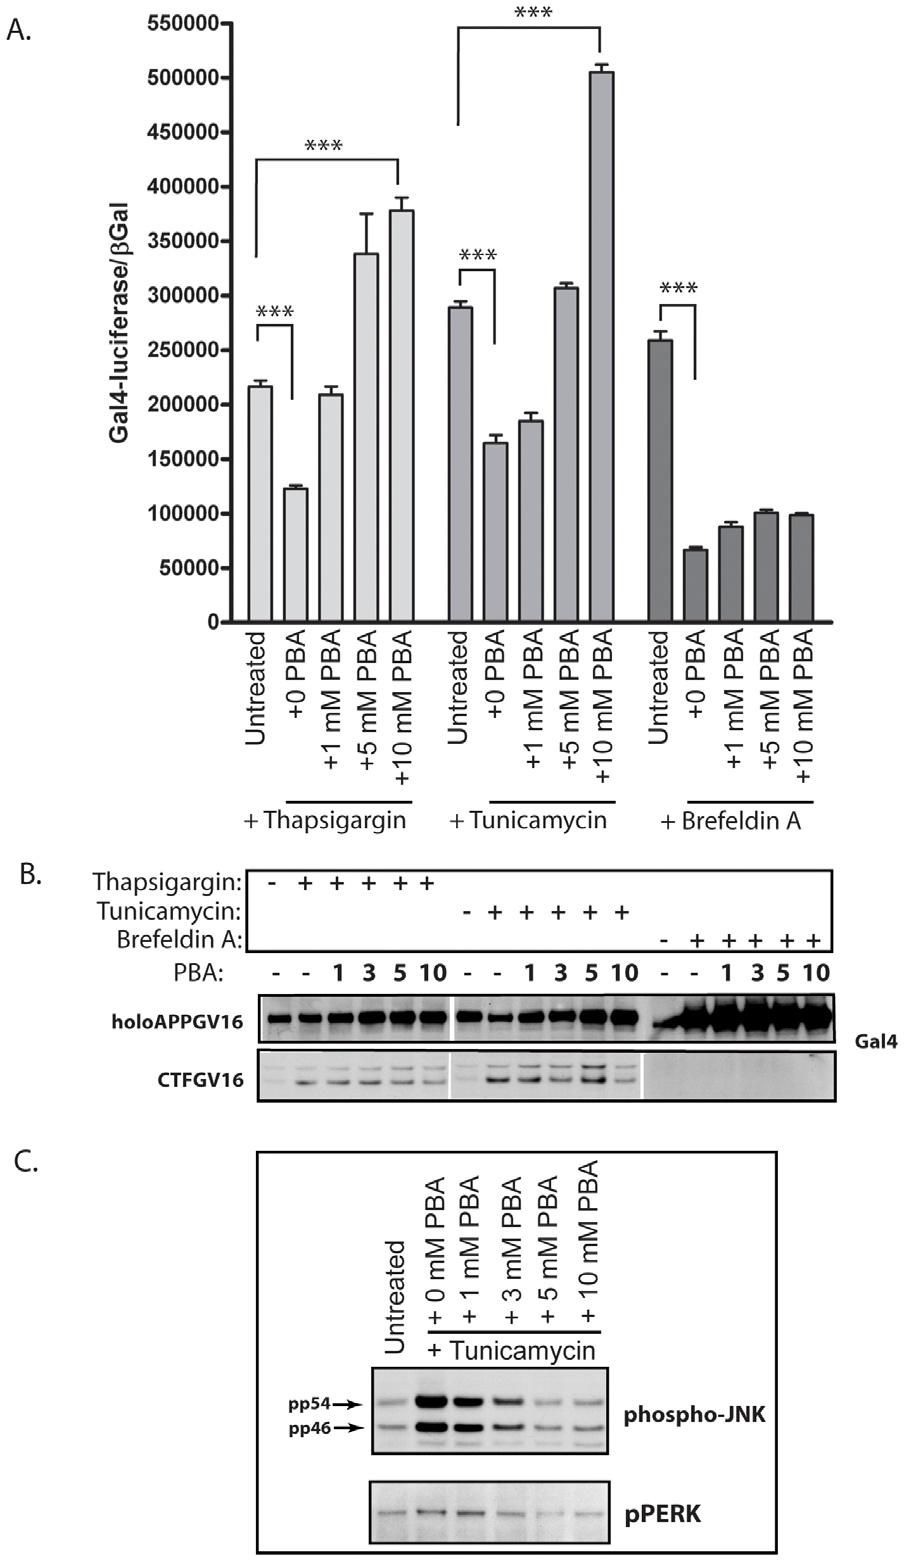 A.
Gal4-luciferase/βGal
550000
500000
450000
400000
350000
300000
250000
200000
150000
100000
50000
0
*** *** ***
*** *** 
Untreated +0 PBA +1 mM PBA +5 mM PBA +10 mM PBA Untreated +0 PBA +1 mM PBA +5 mM PBA +10 mM PBA Untreated +0 PBA +1 mM PBA +5 mM PBA +10 mM PBA
+ Thapsigargin + Tunicamycin + Brefeldin A
B.
Thapsigargin: - + + + + +
Tunicamycin: - + + + + +
Brefeldin A: - + + + + +
PBA: - - 1 3 5 10 - - 1 3 5 10 - - 1 3 5 10
holoAPPGV16
Gal4
CTFGV16
C.
Untreated + 0 mM PBA + 1 mM PBA + 3 mM PBA + 5 mM PBA + 10 mM PBA
+ Tunicamycin
pp54
pp46
phospho-JNK
pPERK